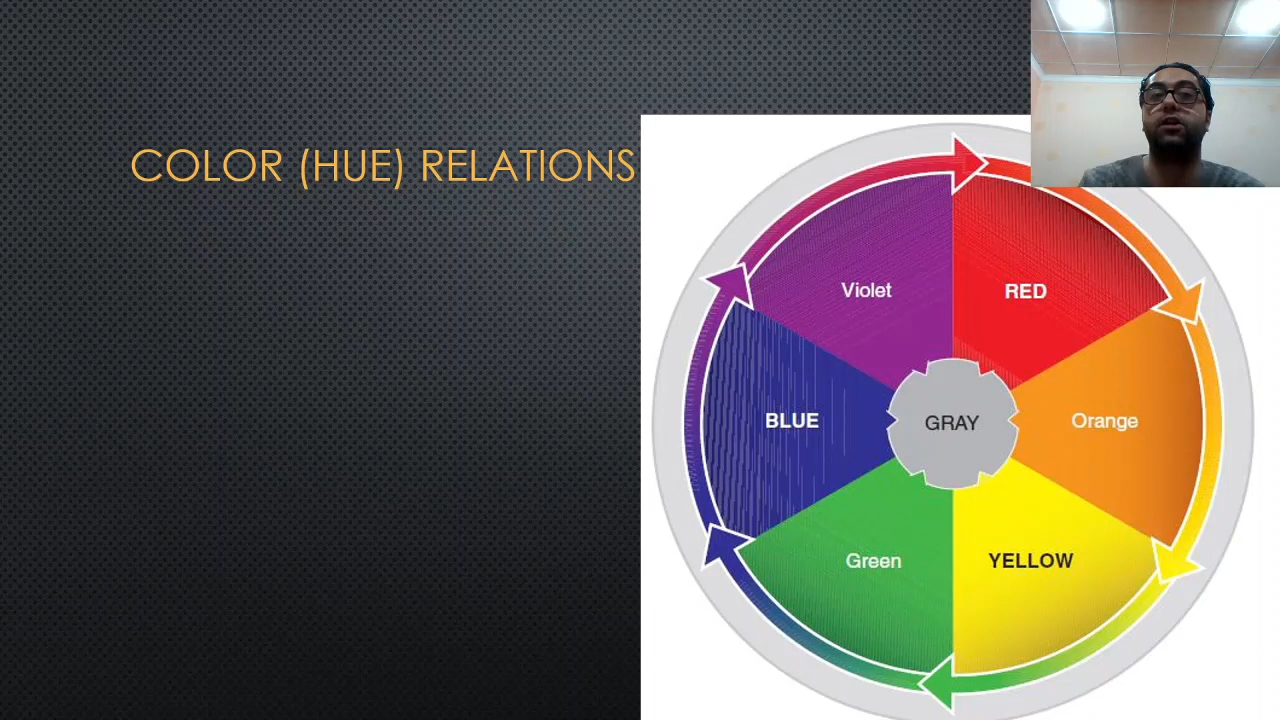 COLOR (HUE) RELATIONS
Violet
RED
BLUE
GRAY
Orange
Green
YELLOW